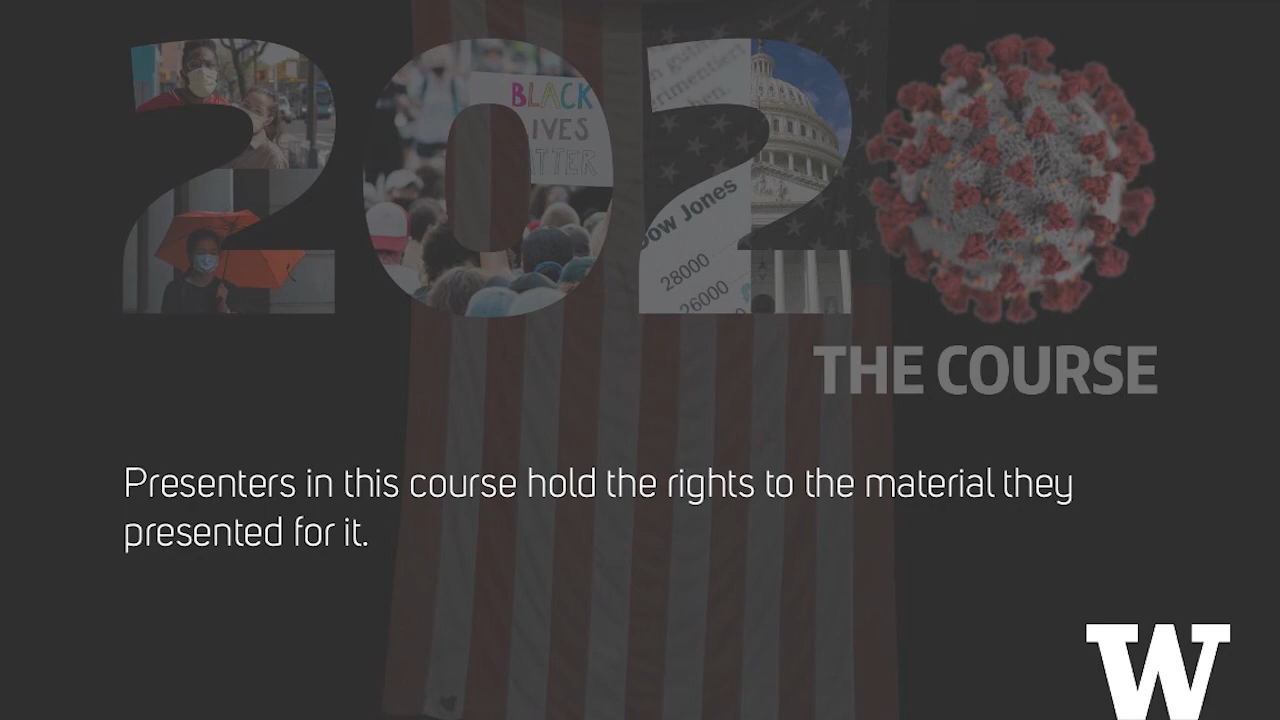 202
BLACK
LIVES
MATTER
Dow Jones
28000
26000
THE COURSE
Presenters in this course hold the rights to the material they
presented for it.
W